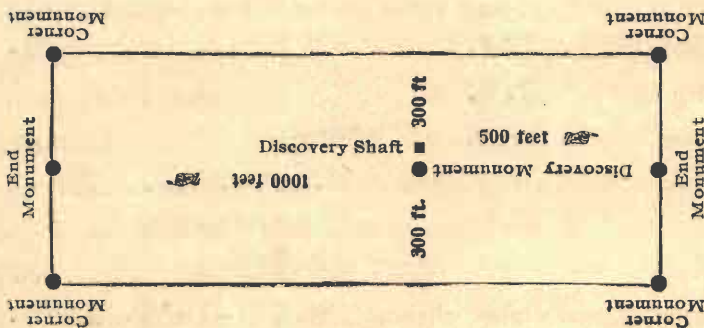 Corner
Monument
Corner
Monument
End
Monument
300 ft
500 feet
Discovery Shaft
Discovery Monument
1000 feet
300 ft.
End
Monument
Corner
Monument
Corner
Monument